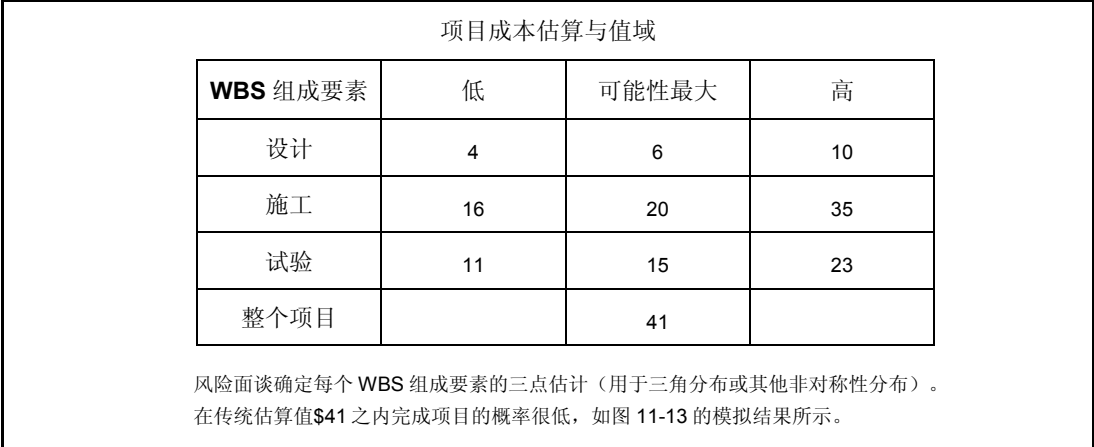 项目成本估算与值域
WBS 组成要素 低 可能性最大 高
设计 4 6 10
施工 16 20 35
试验 11 15 23
整个项目 41
风险面谈确定每个 WBS 组成要素的三点估计（用于三角分布或其他非对称性分布）。
在传统估算值$41 之内完成项目的概率很低，如图 11-13 的模拟结果所示。